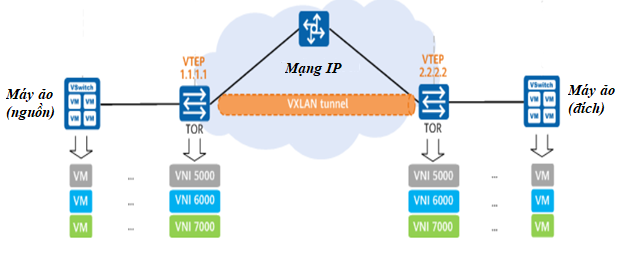 Máy ảo
(nguồn)
VSwitch
VM VM
VM VM
VTEP
1.1.1.1
TOR
Mạng IP
VXLAN tunnel
VTEP
2.2.2.2
TOR
VSwitch
VM VM
VM VM
Máy ảo
(đích)
VM ... VNI 5000
VM ... VNI 6000
VM ... VNI 7000
VNI 5000 ... VM
VNI 6000 ... VM
VNI 7000 ... VM